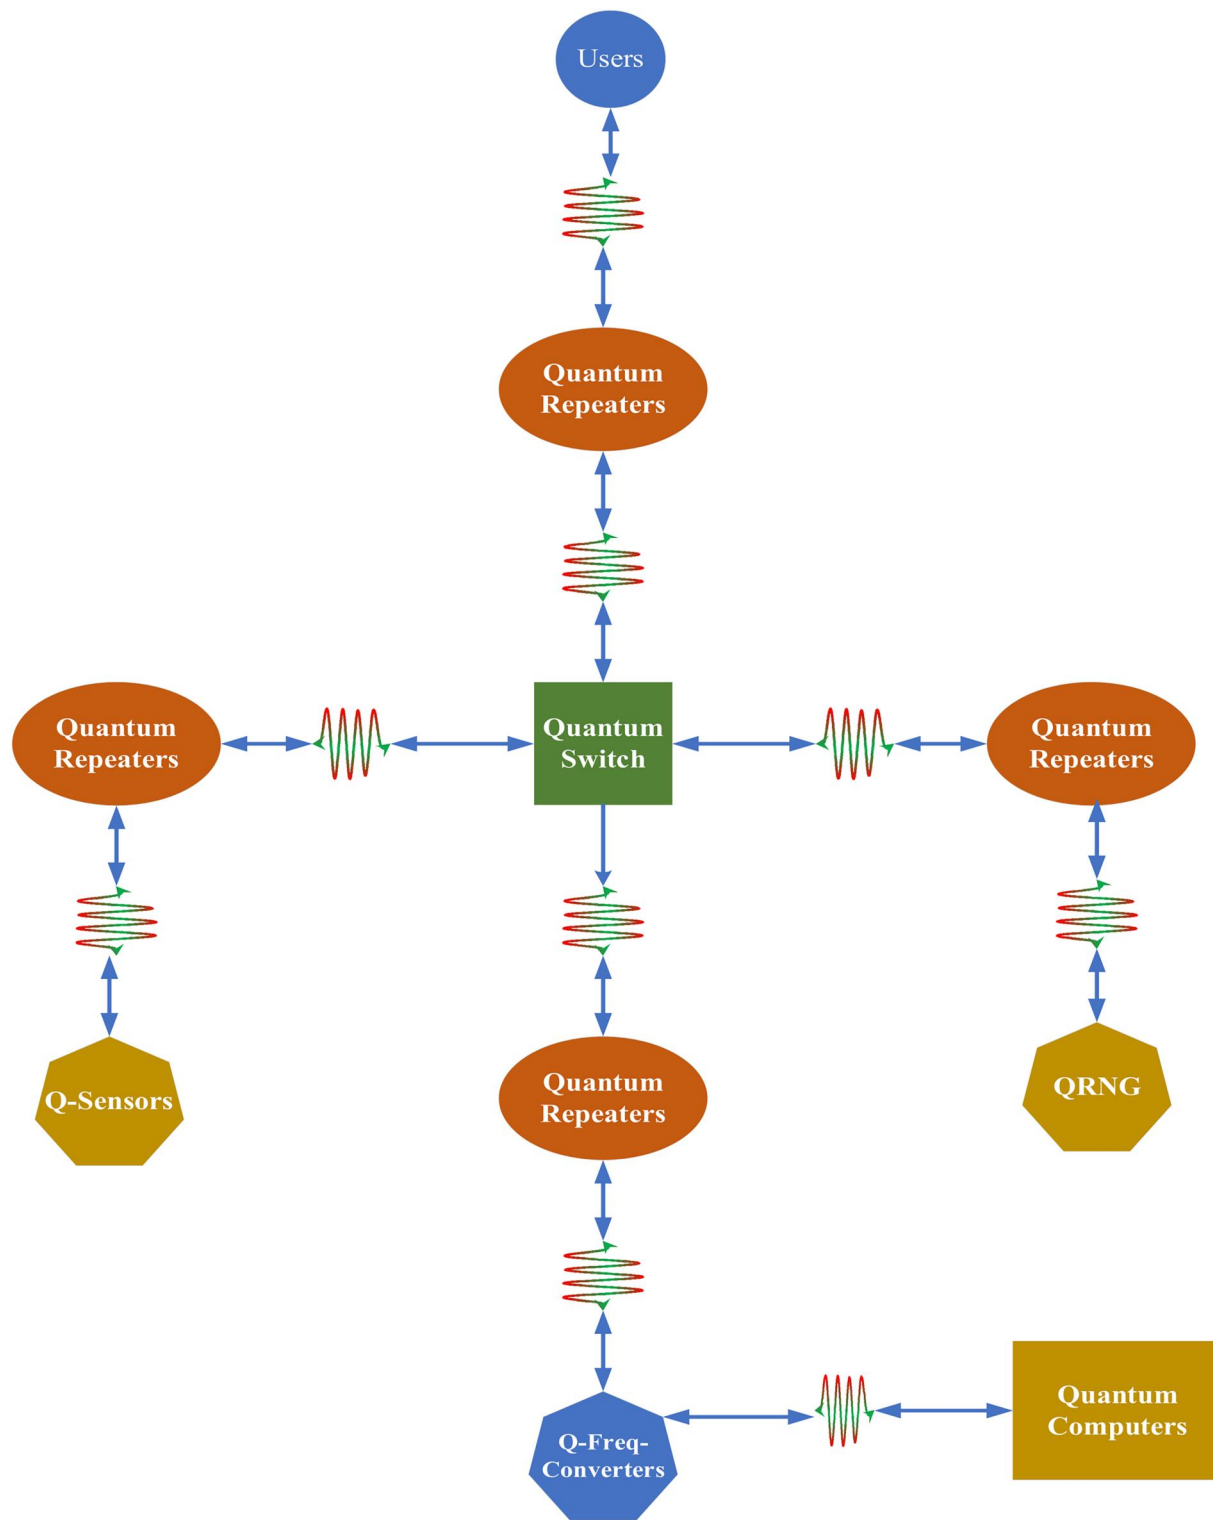 Users
Quantum
Repeaters
Quantum
Repeaters
Quantum
Switch
Quantum
Repeaters
Q-Sensors
Quantum
Repeaters
QRNG
Q-Freq-
Converters
Quantum
Computers